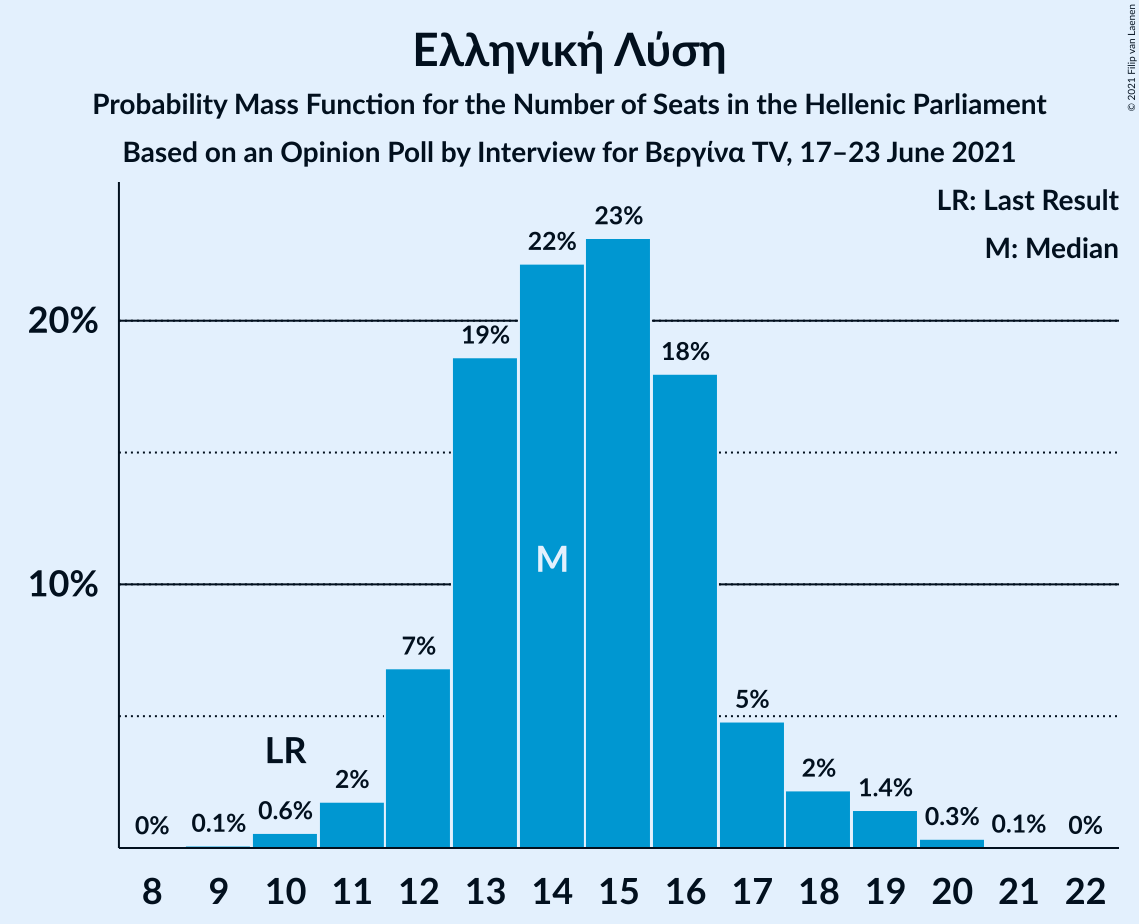 Ελληνική Λύση
Probability Mass Function for the Number of Seats in the Hellenic Parliament
Based on an Opinion Poll by Interview for Βεργίνα TV, 17–23 June 2021
© 2021 Filip van Laenen
LR: Last Result
M: Median
20%
10%
0%
0.1%
0.6%
2%
7%
19%
22%
23%
18%
5%
2%
1.4%
0.3%
0.1%
0%
LR
M
8 9 10 11 12 13 14 15 16 17 18 19 20 21 22